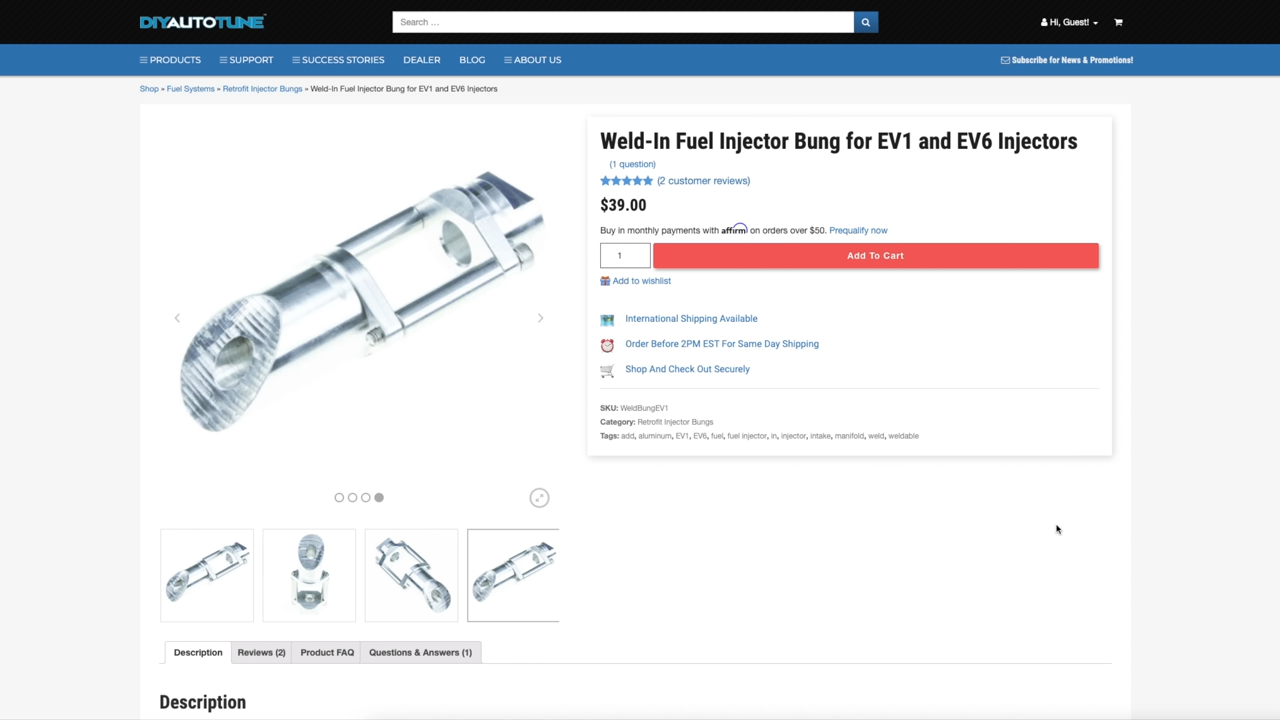 DIYAUTOTUNE
Search ...
Hi, Guest!
PRODUCTS
SUPPORT
SUCCESS STORIES
DEALER
BLOG
ABOUT US
Subscribe for News & Promotions!
Shop » Fuel Systems » Retrofit Injector Bungs » Weld-In Fuel Injector Bung for EV1 and EV6 Injectors
Weld-In Fuel Injector Bung for EV1 and EV6 Injectors
(1 question)
(2 customer reviews)
$39.00
Buy in monthly payments with affirm on orders over $50. Prequalify now
1
Add To Cart
Add to wishlist
International Shipping Available
Order Before 2PM EST For Same Day Shipping
Shop And Check Out Securely
SKU: WeldBungEV1
Category: Retrofit Injector Bungs
Tags: add, aluminum, EV1, EV6, fuel, fuel injector, in, injector, intake, manifold, weld, weldable
Description
Reviews (2)
Product FAQ
Questions & Answers (1)
Description